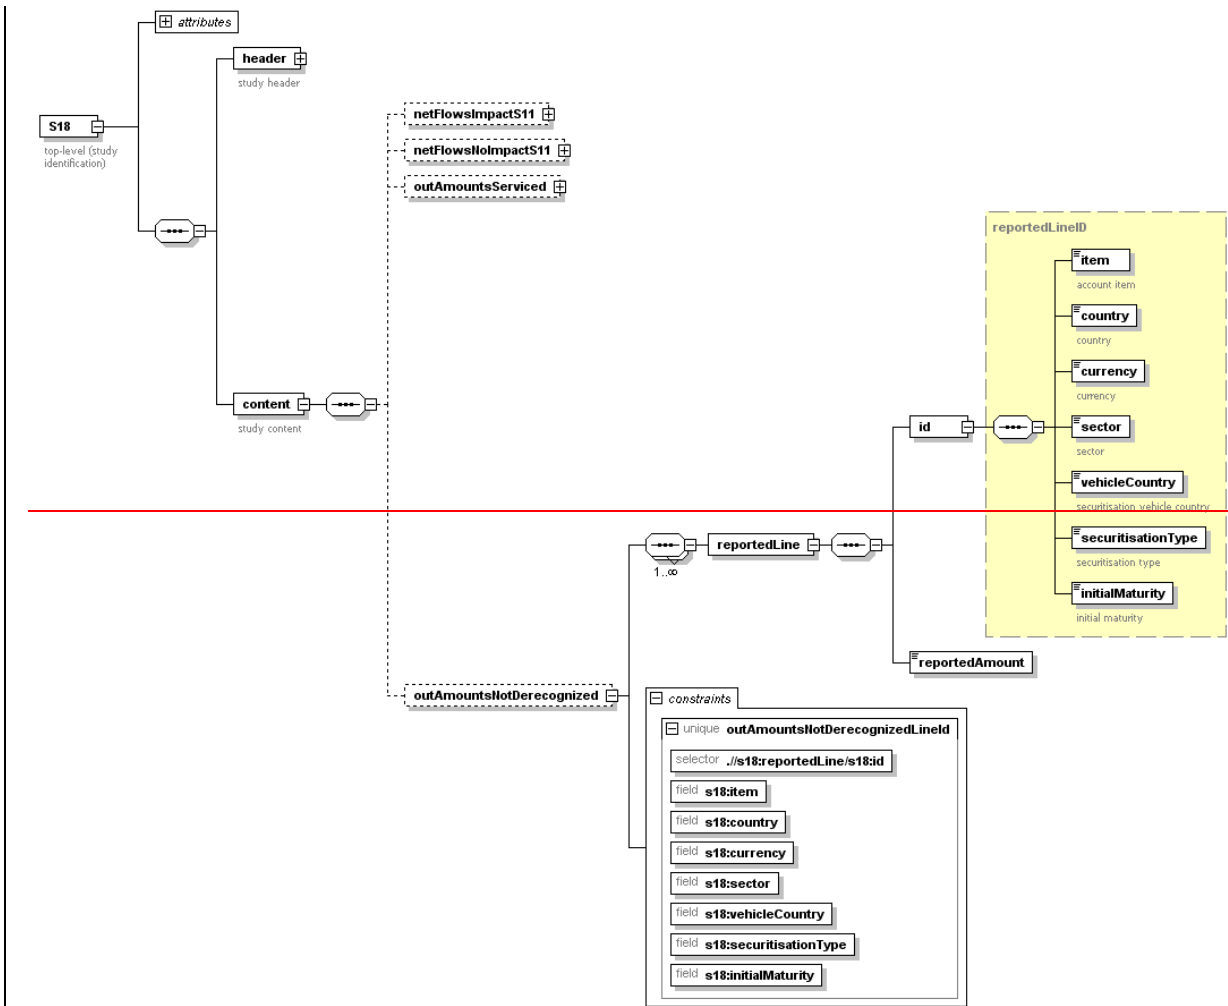 attributes
header
study header
S18
top-level (study
identification)
netFlowsImpactS11
netFlowsNoImpactS11
outAmountsServiced
content
study content
reportedLineID
item
account item
country
country
currency
currency
id
sector
sector
vehicleCountry
securitisation vehicle country
securitisationType
securitisation type
initialMaturity
initial maturity
reportedLine
1..∞
reportedAmount
outAmountsNotDerecognized
constraints
unique outAmountsNotDerecognizedLineId
selector .//s18:reportedLine/s18:id
field s18:item
field s18:country
field s18:currency
field s18:sector
field s18:vehicleCountry
field s18:securitisationType
field s18:initialMaturity